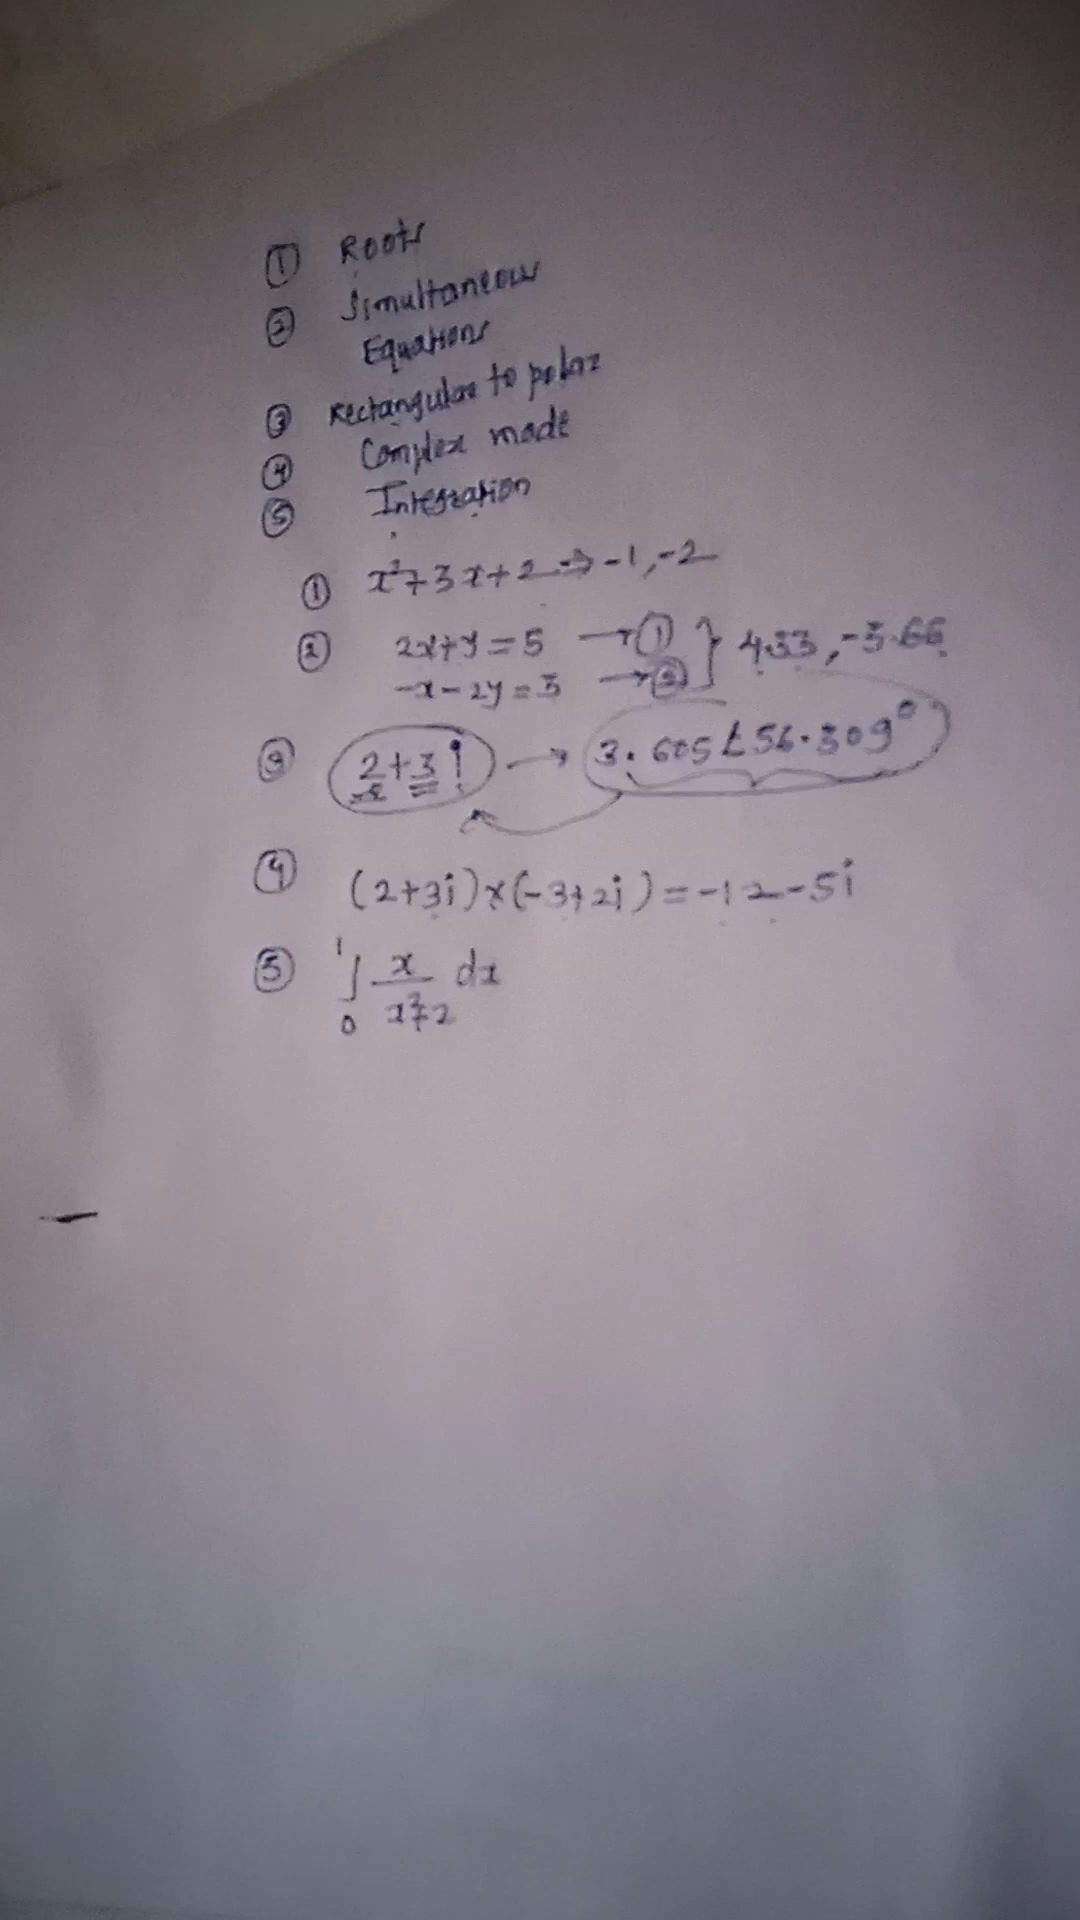 ① Roots
② Simultaneous
Equations
③ Rectangular to polar
④ Complex mode
⑤ Integration
① x²+3x+2 ⇒ -1,-2
② 2x+y=5 → ① } 4.33,-3.66
-x-2y=3 → ②
③ 2+3i → 3.605∠56.309°
④ (2+3i)×(-3+2i)=-12-5i
⑤ ∫₀¹ x/(x²+2) dx